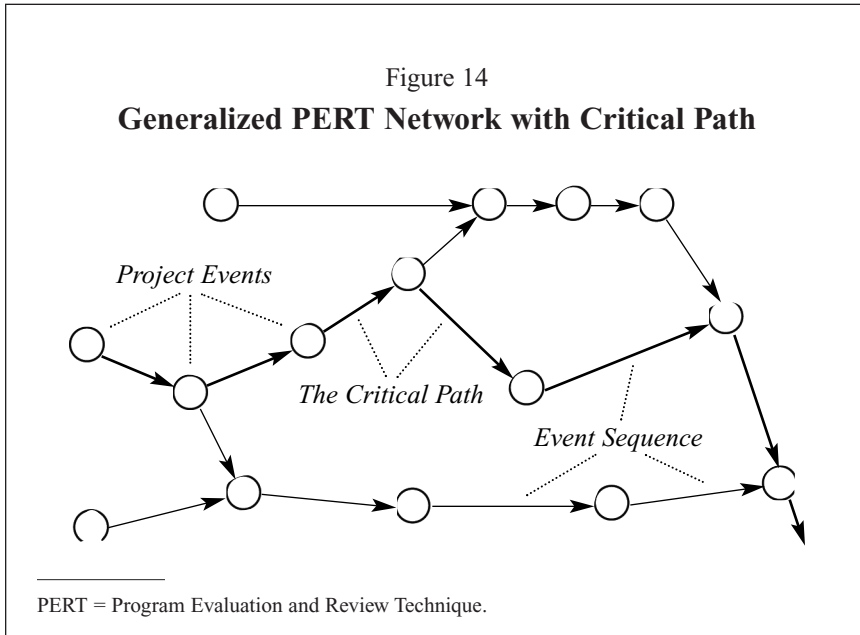 Figure 14
Generalized PERT Network with Critical Path
Project Events
The Critical Path
Event Sequence
PERT = Program Evaluation and Review Technique.